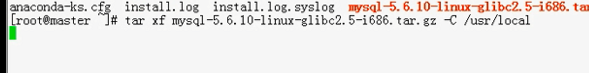 anaconda-ks.cfg install.log install.log.syslog mysql-5.6.10-linux-glibc2.5-i686.tar
[root@master ~]# tar xf mysql-5.6.10-linux-glibc2.5-i686.tar.gz -C /usr/local